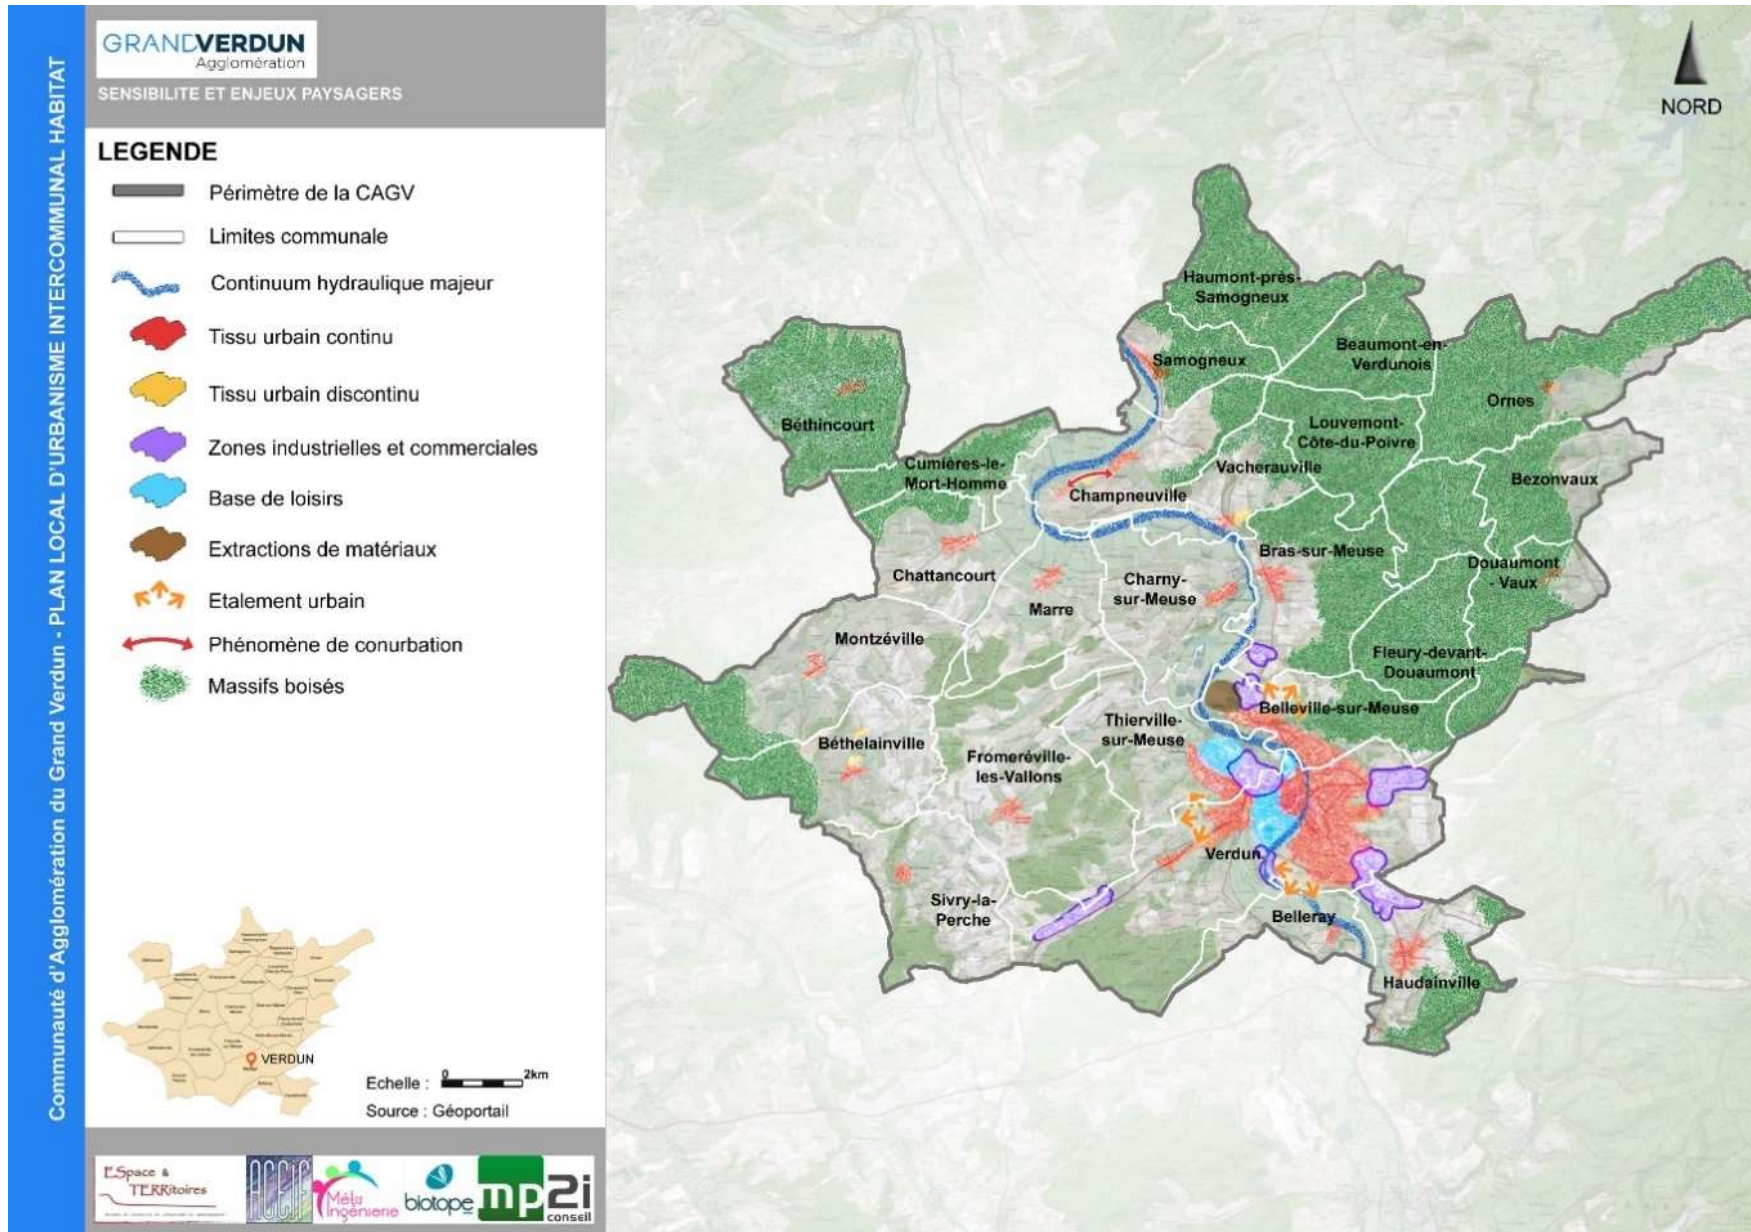 Communauté d'Agglomération du Grand Verdun - PLAN LOCAL D'URBANISME INTERCOMMUNAL HABITAT
GRANDVERDUN
Agglomération
SENSIBILITE ET ENJEUX PAYSAGERS
LEGENDE
Périmètre de la CAGV
Limites communale
Continuum hydraulique majeur
Tissu urbain continu
Tissu urbain discontinu
Zones industrielles et commerciales
Base de loisirs
Extractions de matériaux
Etalement urbain
Phénomène de conurbation
Massifs boisés
VERDUN
Echelle :
0
2km
Source : Géoportail
ESpace &
TERRitoires
ACEIF
Mélu
Ingénierie
biotope
mp2i
conseil
NORD
Haumont-près-
Samogneux
Samogneux
Beaumont-en-
Verdunois
Ornes
Béthincourt
Louvemont-
Côte-du-Poivre
Cumières-le-
Mort-Homme
Vacherauville
Bezonvaux
Champneuville
Bras-sur-Meuse
Douaumont
-Vaux
Chattancourt
Charny-
sur-Meuse
Marre
Montzéville
Fleury-devant-
Douaumont
Belleville-sur-Meuse
Thierville-
sur-Meuse
Béthelainville
Fromeréville-
les-Vallons
Verdun
Sivry-la-
Perche
Belleray
Haudainville